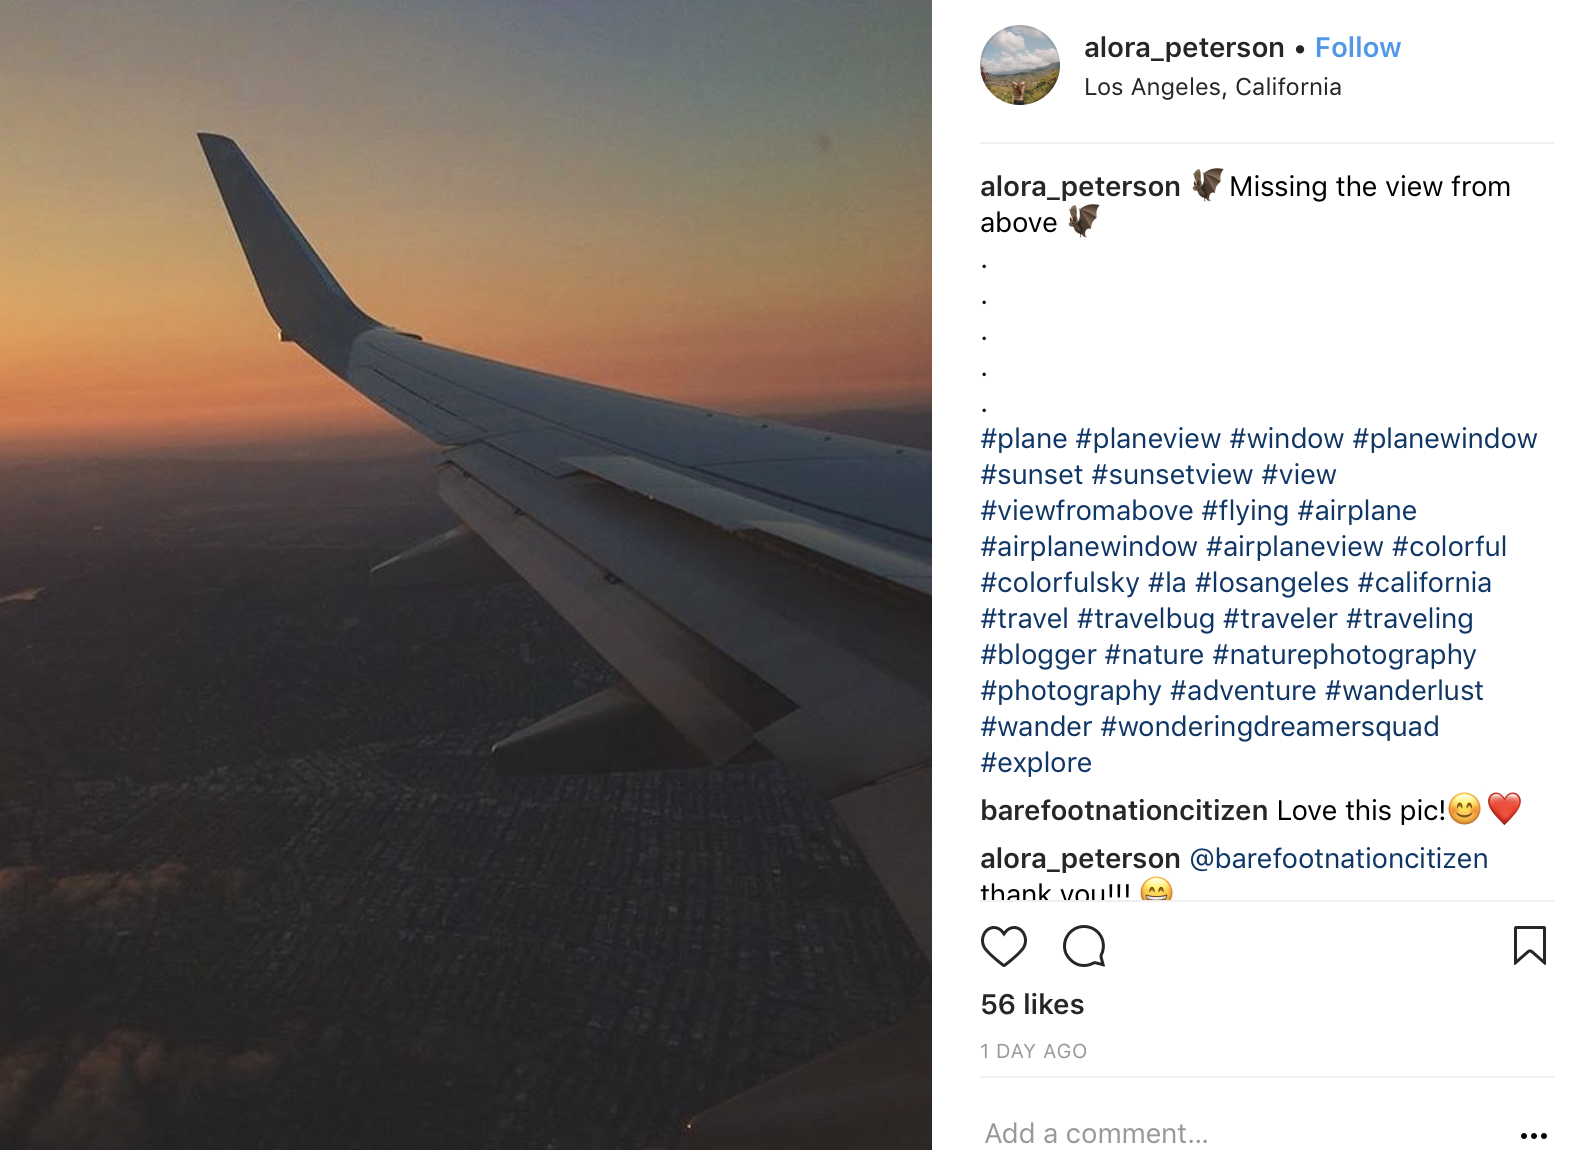 alora_peterson • Follow
Los Angeles, California
alora_peterson 🦇 Missing the view from
above 🦇
.
.
.
.
.
#plane #planeview #window #planewindow
#sunset #sunsetview #view
#viewfromabove #flying #airplane
#airplanewindow #airplaneview #colorful
#colorfulsky #la #losangeles #california
#travel #travelbug #traveler #traveling
#blogger #nature #naturephotography
#photography #adventure #wanderlust
#wander #wonderingdreamersquad
#explore
barefootnationcitizen Love this pic!😊❤️
alora_peterson @barefootnationcitizen
thank you!!! 😄
56 likes
1 DAY AGO
Add a comment...